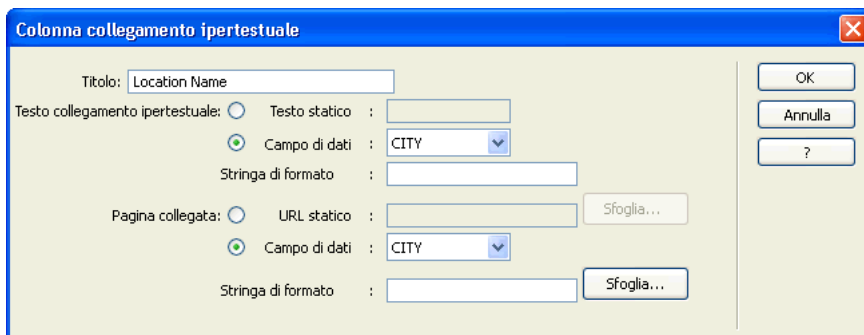 Colonna collegamento ipertestuale
Titolo: Location Name
OK
Testo collegamento ipertestuale: Testo statico :
Annulla
Campo di dati : CITY
?
Stringa di formato :
Pagina collegata: URL statico : Sfoglia...
Campo di dati : CITY
Stringa di formato : Sfoglia...